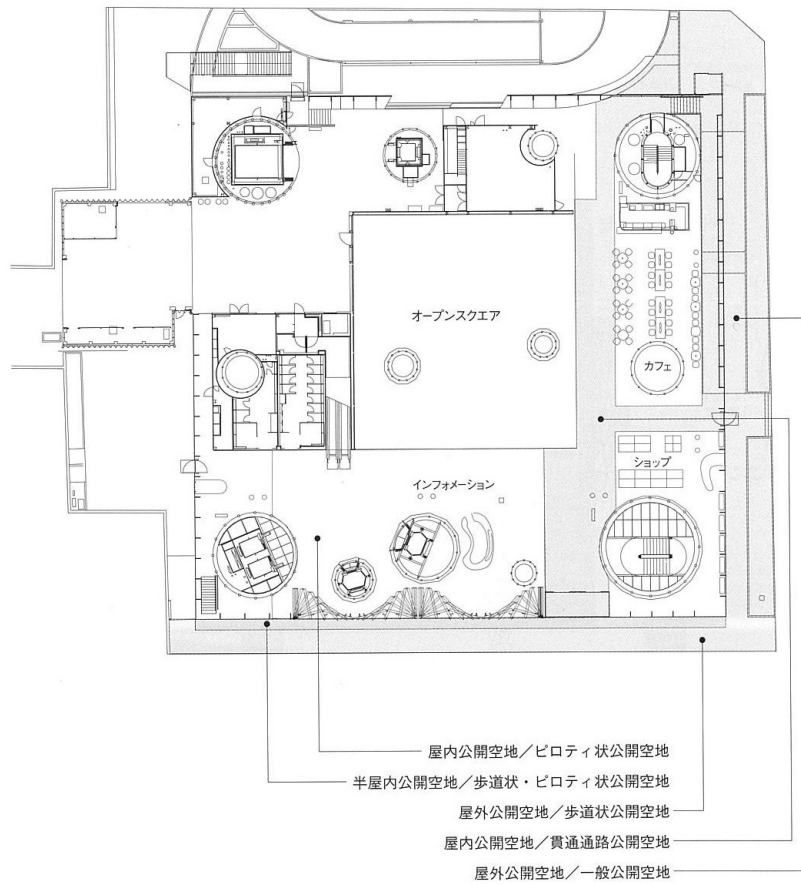 オープンスクエア
カフェ
ショップ
インフォメーション
屋内公開空地／ピロティ状公開空地
半屋内公開空地／歩道状・ピロティ状公開空地
屋外公開空地／歩道状公開空地
屋内公開空地／貫通通路公開空地
屋外公開空地／一般公開空地